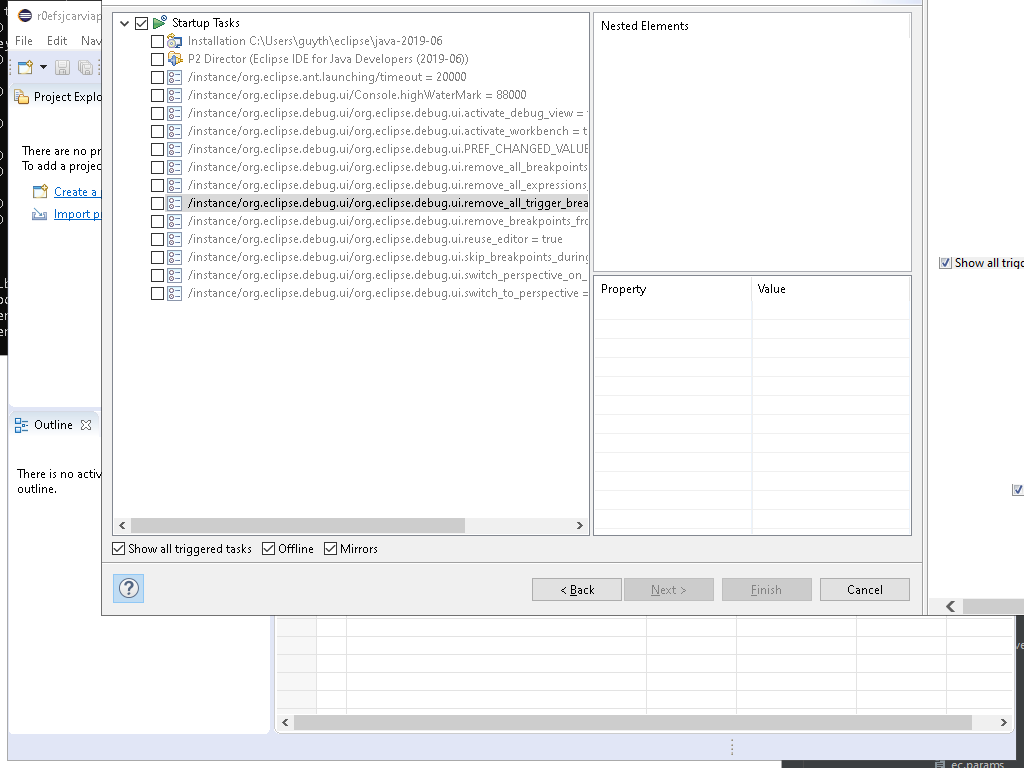 r0efsjcarviap
File Edit Nav
Project Explo
There are no pr
To add a projec
Create a
Import p
Outline
There is no activ
outline.
Startup Tasks
Installation C:\Users\guyth\eclipse\java-2019-06
P2 Director (Eclipse IDE for Java Developers (2019-06))
/instance/org.eclipse.ant.launching/timeout = 20000
/instance/org.eclipse.debug.ui/Console.highWaterMark = 88000
/instance/org.eclipse.debug.ui/org.eclipse.debug.ui.activate_debug_view =
/instance/org.eclipse.debug.ui/org.eclipse.debug.ui.activate_workbench = t
/instance/org.eclipse.debug.ui/org.eclipse.debug.ui.PREF_CHANGED_VALUE
/instance/org.eclipse.debug.ui/org.eclipse.debug.ui.remove_all_breakpoints
/instance/org.eclipse.debug.ui/org.eclipse.debug.ui.remove_all_expressions_
/instance/org.eclipse.debug.ui/org.eclipse.debug.ui.remove_all_trigger_brea
/instance/org.eclipse.debug.ui/org.eclipse.debug.ui.remove_breakpoints_fro
/instance/org.eclipse.debug.ui/org.eclipse.debug.ui.reuse_editor = true
/instance/org.eclipse.debug.ui/org.eclipse.debug.ui.skip_breakpoints_during
/instance/org.eclipse.debug.ui/org.eclipse.debug.ui.switch_perspective_on_
/instance/org.eclipse.debug.ui/org.eclipse.debug.ui.switch_to_perspective =
Nested Elements
Property Value
Show all triggered tasks Offline Mirrors
? < Back Next > Finish Cancel
Show all trigg
ec.params